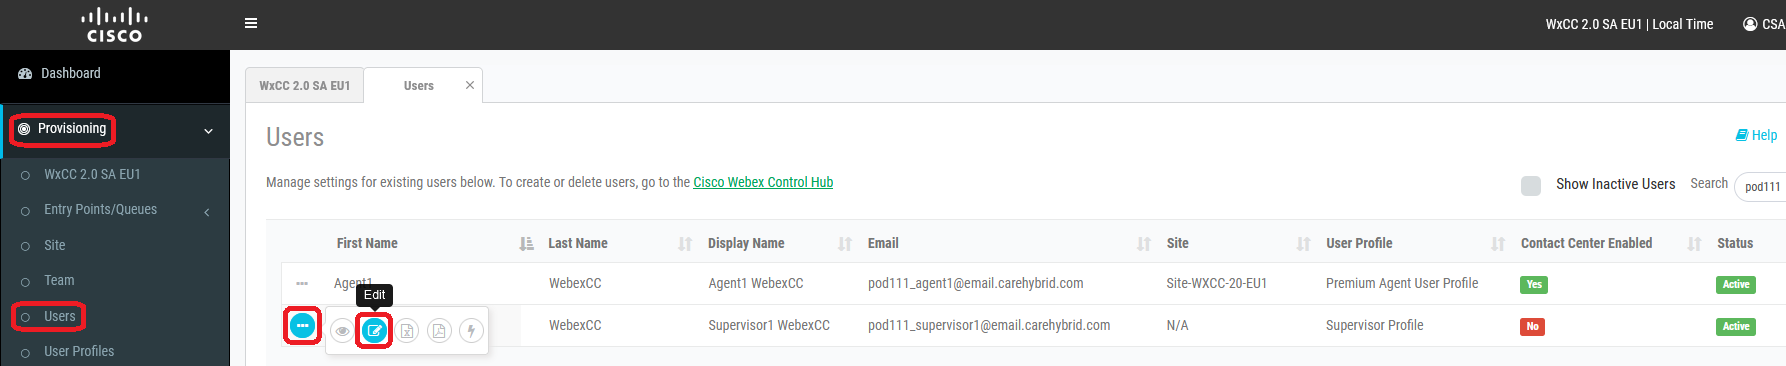 CISCO
WxCC 2.0 SA EU1 | Local Time
CSA
Dashboard
Provisioning
WxCC 2.0 SA EU1
Entry Points/Queues
Site
Team
Users
User Profiles
WxCC 2.0 SA EU1
Users
Users
Help
Manage settings for existing users below. To create or delete users, go to the Cisco Webex Control Hub
Show Inactive Users
Search
pod111
First Name Last Name Display Name Email Site User Profile Contact Center Enabled Status
Agent1 WebexCC Agent1 WebexCC pod111_agent1@email.carehybrid.com Site-WXCC-20-EU1 Premium Agent User Profile Yes Active
Edit
WebexCC Supervisor1 WebexCC pod111_supervisor1@email.carehybrid.com N/A Supervisor Profile No Active